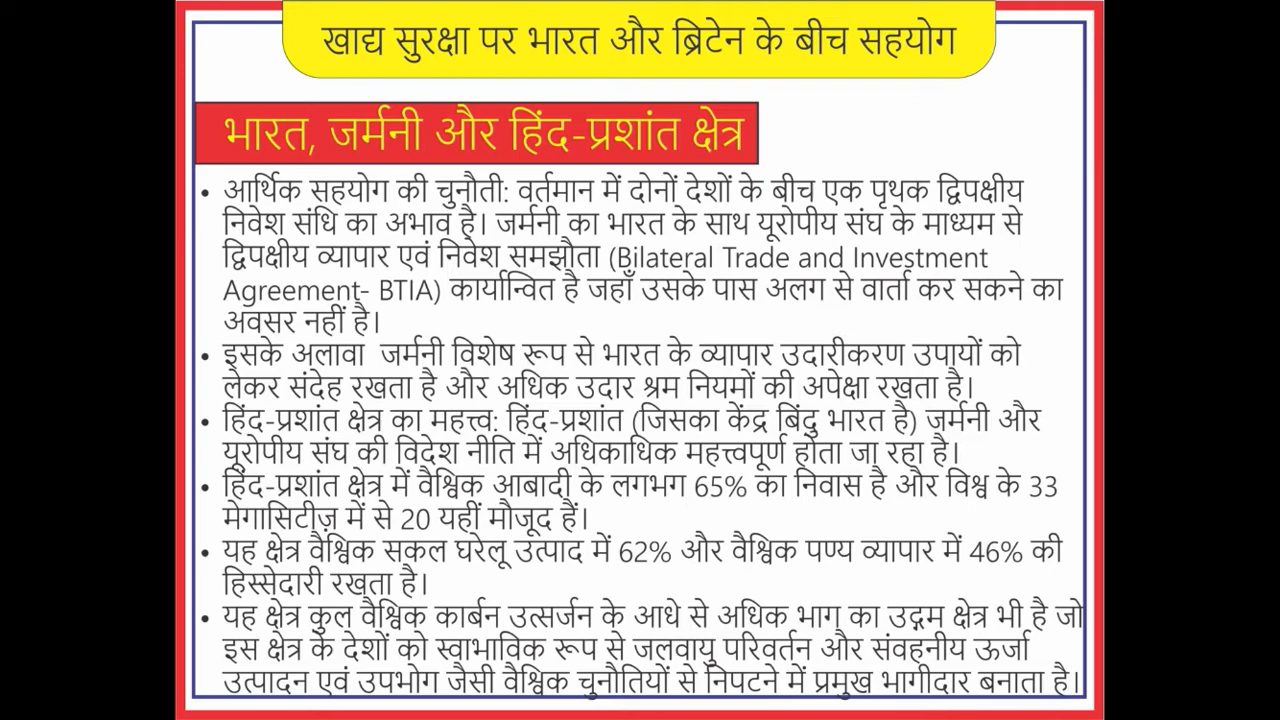 खाद्य सुरक्षा पर भारत और ब्रिटेन के बीच सहयोग
भारत, जर्मनी और हिंद-प्रशांत क्षेत्र
• आर्थिक सहयोग की चुनौती: वर्तमान में दोनों देशों के बीच एक पृथक द्विपक्षीय
निवेश संधि का अभाव है। जर्मनी का भारत के साथ यूरोपीय संघ के माध्यम से
द्विपक्षीय व्यापार एवं निवेश समझौता (Bilateral Trade and Investment
Agreement- BTIA) कार्यान्वित है जहाँ उसके पास अलग से वार्ता कर सकने का
अवसर नहीं है।
• इसके अलावा जर्मनी विशेष रूप से भारत के व्यापार उदारीकरण उपायों को
लेकर संदेह रखता है और अधिक उदार श्रम नियमों की अपेक्षा रखता है।
• हिंद-प्रशांत क्षेत्र का महत्त्व: हिंद-प्रशांत (जिसका केंद्र बिंदु भारत है) जर्मनी और
यूरोपीय संघ की विदेश नीति में अधिकाधिक महत्त्वपूर्ण होता जा रहा है।
• हिंद-प्रशांत क्षेत्र में वैश्विक आबादी के लगभग 65% का निवास है और विश्व के 33
मेगासिटीज़ में से 20 यहीं मौजूद हैं।
• यह क्षेत्र वैश्विक सकल घरेलू उत्पाद में 62% और वैश्विक पण्य व्यापार में 46% की
हिस्सेदारी रखता है।
• यह क्षेत्र कुल वैश्विक कार्बन उत्सर्जन के आधे से अधिक भाग का उद्गम क्षेत्र भी है जो
इस क्षेत्र के देशों को स्वाभाविक रूप से जलवायु परिवर्तन और संवहनीय ऊर्जा
उत्पादन एवं उपभोग जैसी वैश्विक चुनौतियों से निपटने में प्रमुख भागीदार बनाता है।